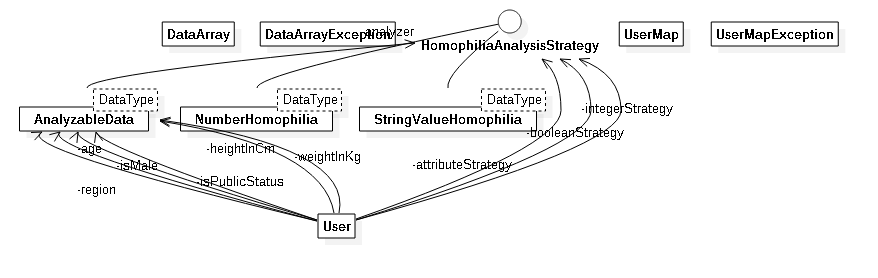 DataArray
DataArrayException
-analyzer
HomophiliaAnalysisStrategy
UserMap
UserMapException
DataType
AnalyzableData
DataType
NumberHomophilia
DataType
StringValueHomophilia
-integerStrategy
-booleanStrategy
-attributeStrategy
-age
-heightInCm
-weightInKg
-isMale
-isPublicStatus
-region
User